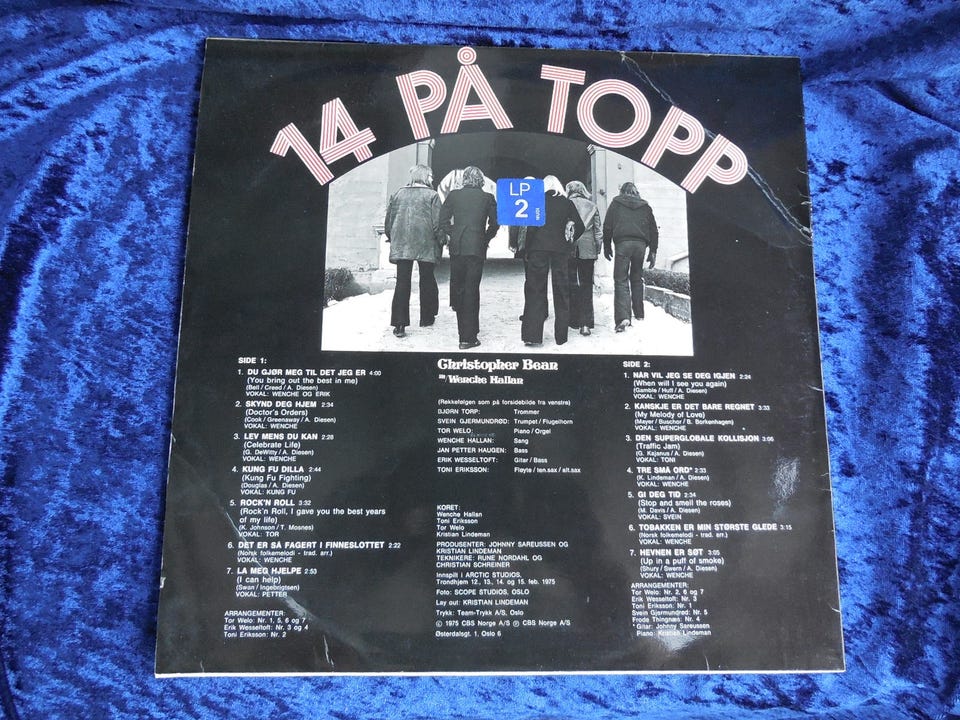 14 PÅ TOPP
LP
2
SIDE 1:
1. DU GJØR MEG TIL DET JEG ER 4:00
(You bring out the best in me)
(Bell / Creed / A. Diesen)
VOKAL: WENCHE OG ERIK
2. SKYND DEG HJEM 2:34
(Doctor's Orders)
(Cook / Greenaway / A. Diesen)
VOKAL: WENCHE
3. LEV MENS DU KAN 2:28
(Celebrate Life)
(G. DeWitty / A. Diesen)
VOKAL: WENCHE
4. KUNG FU DILLA 2:44
(Kung Fu Fighting)
(Douglas / A. Diesen)
VOKAL: KUNG FU
5. ROCK'N ROLL 3:32
(Rock'n Roll, I gave you the best years
of my life)
(K. Johnson / T. Mosnes)
VOKAL: TOR
6. DET ER SÅ FAGERT I FINNESLOTTET 2:22
(Norsk folkemelodi - trad. arr.)
VOKAL: WENCHE
7. LA MEG HJELPE 2:50
(I can help)
(Swan / Ingebrigtsen)
VOKAL: PETTER
ARRANGEMENTER:
Tor Welo: Nr. 1, 5, 6 og 7
Erik Wesseltoft: Nr. 3 og 4
Toni Eriksson: Nr. 2
Christopher Bean
m/Wenche Hallan
(Rekkefølgen som på forsidebilde fra venstre)
BJØRN TORP: Trommer
SVEIN GJERMUNDRØD: Trumpet / Flugelhorn
TOR WELO: Piano / Orgel
WENCHE HALLAN: Sang
JAN PETTER HAUGEN: Bass
ERIK WESSELTOFT: Gitar / Bass
TONI ERIKSSON: Fløyte / ten.sax / alt.sax
KORET:
Wenche Hallan
Toni Eriksson
Tor Welo
Kristian Lindeman
PRODUSENTER: JOHNNY SAREUSSEN OG
KRISTIAN LINDEMAN
TEKNIKERE: RUNE NORDAHL OG
CHRISTIAN SCHREINER
Innspilt i ARCTIC STUDIOS,
Trondhjem 12., 13., 14. og 15. feb. 1975
Foto: SCOPE STUDIOS, OSLO
Lay out: KRISTIAN LINDEMAN
Trykk: Team-Trykk A/S, Oslo
© 1975 CBS Norge A/S ℗ CBS Norge A/S
Østerdalsgt. 1, Oslo 6
SIDE 2:
1. NÅR VIL JEG SE DEG IGJEN 2:24
(When will I see you again)
(Gamble / Huff / A. Diesen)
VOKAL: WENCHE
2. KANSKJE ER DET BARE REGNET 3:33
(My Melody of Love)
(Mayer / Buschor / B. Borkenhagen)
VOKAL: WENCHE
3. DEN SUPERGLOBALE KOLLISJON 3:06
(Traffic Jam)
(G. Kajanus / A. Diesen)
VOKAL: TONI
4. TRE SMÅ ORD* 2:33
(K. Lindeman / A. Diesen)
VOKAL: WENCHE
5. GI DEG TID 2:34
(Stop and smell the roses)
(M. Davis / A. Diesen)
VOKAL: SVEIN
6. TOBAKKEN ER MIN STØRSTE GLEDE 3:15
(Norsk folkemelodi - trad. arr.)
VOKAL: WENCHE
7. HEVNEN ER SØT 3:05
(Up in a puff of smoke)
(Shury / Swern / A. Diesen)
VOKAL: WENCHE
ARRANGEMENTER:
Tor Welo: Nr. 2, 6 og 7
Erik Wesseltoft: Nr. 3
Toni Eriksson: Nr. 1
Svein Gjermundrød: Nr. 5
Frode Thingnæs: Nr. 4
* Gitar: Johnny Sareussen
Piano: Kristian Lindeman